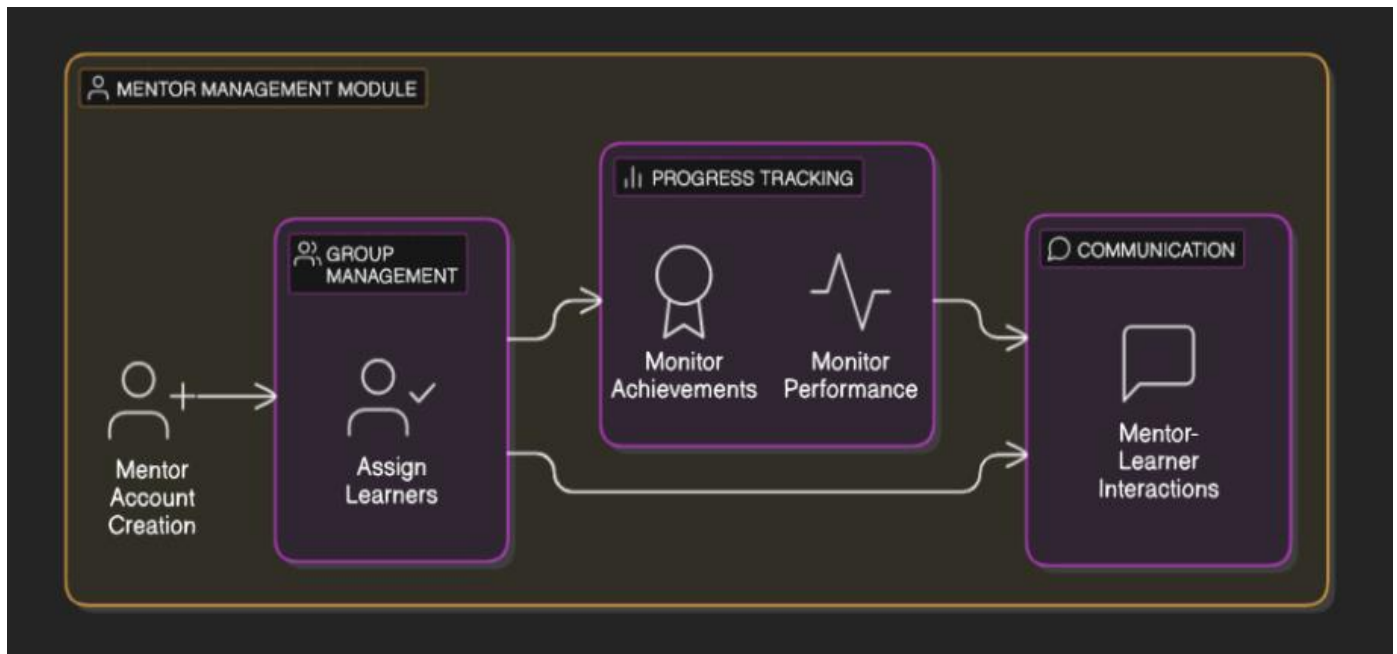 MENTOR MANAGEMENT MODULE
Mentor
Account
Creation
GROUP
MANAGEMENT
Assign
Learners
PROGRESS TRACKING
Monitor
Achievements
Monitor
Performance
COMMUNICATION
Mentor-
Learner
Interactions